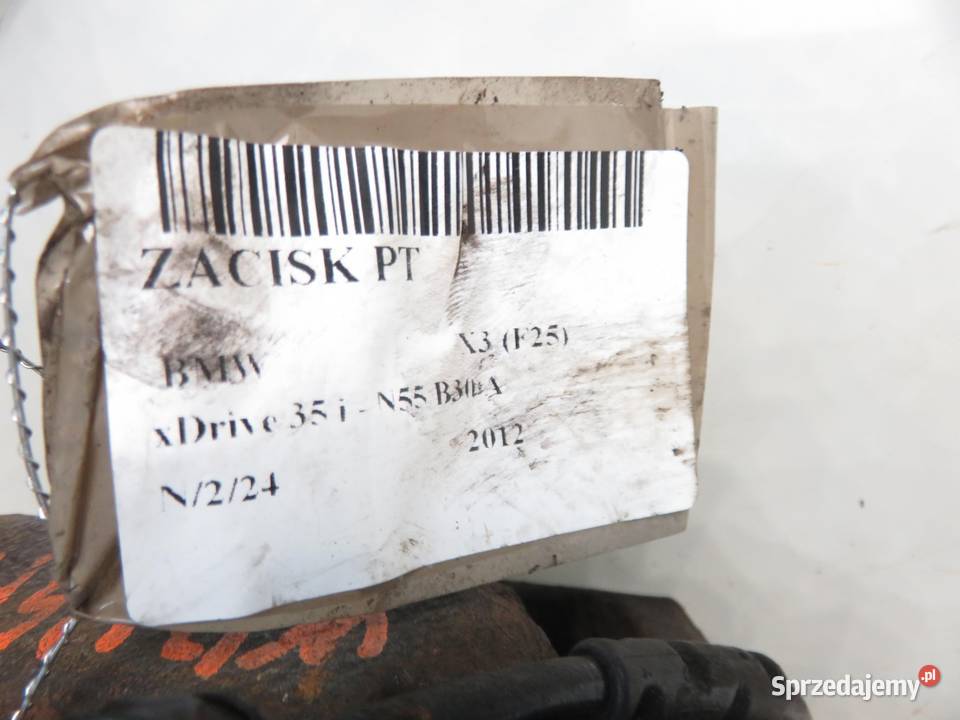 ZACISK PT
BMW X3 (F25)
xDrive 35 i - N55 B30 A
2012
N/2/24
Sprzedajemy.pl